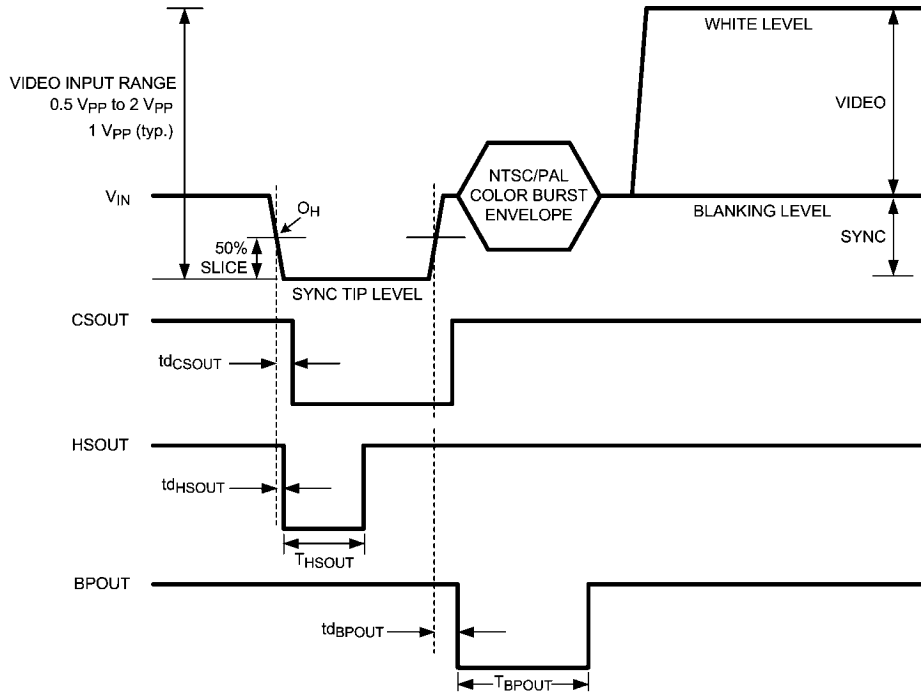 WHITE LEVEL
VIDEO INPUT RANGE
0.5 VPP to 2 VPP
1 VPP (typ.)
VIDEO
NTSC/PAL
COLOR BURST
ENVELOPE
VIN
OH
BLANKING LEVEL
50%
SLICE
SYNC
SYNC TIP LEVEL
CSOUT
tdCSOUT
HSOUT
tdHSOUT
THSOUT
BPOUT
tdBPOUT
TBPOUT